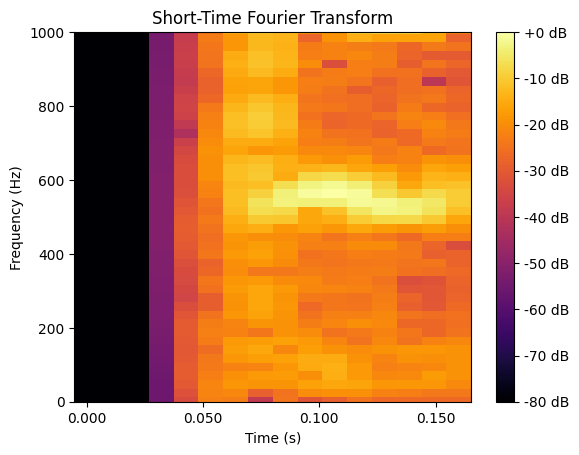 Short-Time Fourier Transform
1000
800
600
400
200
0
Frequency (Hz)
0.000
0.050
0.100
0.150
Time (s)
+0 dB
-10 dB
-20 dB
-30 dB
-40 dB
-50 dB
-60 dB
-70 dB
-80 dB